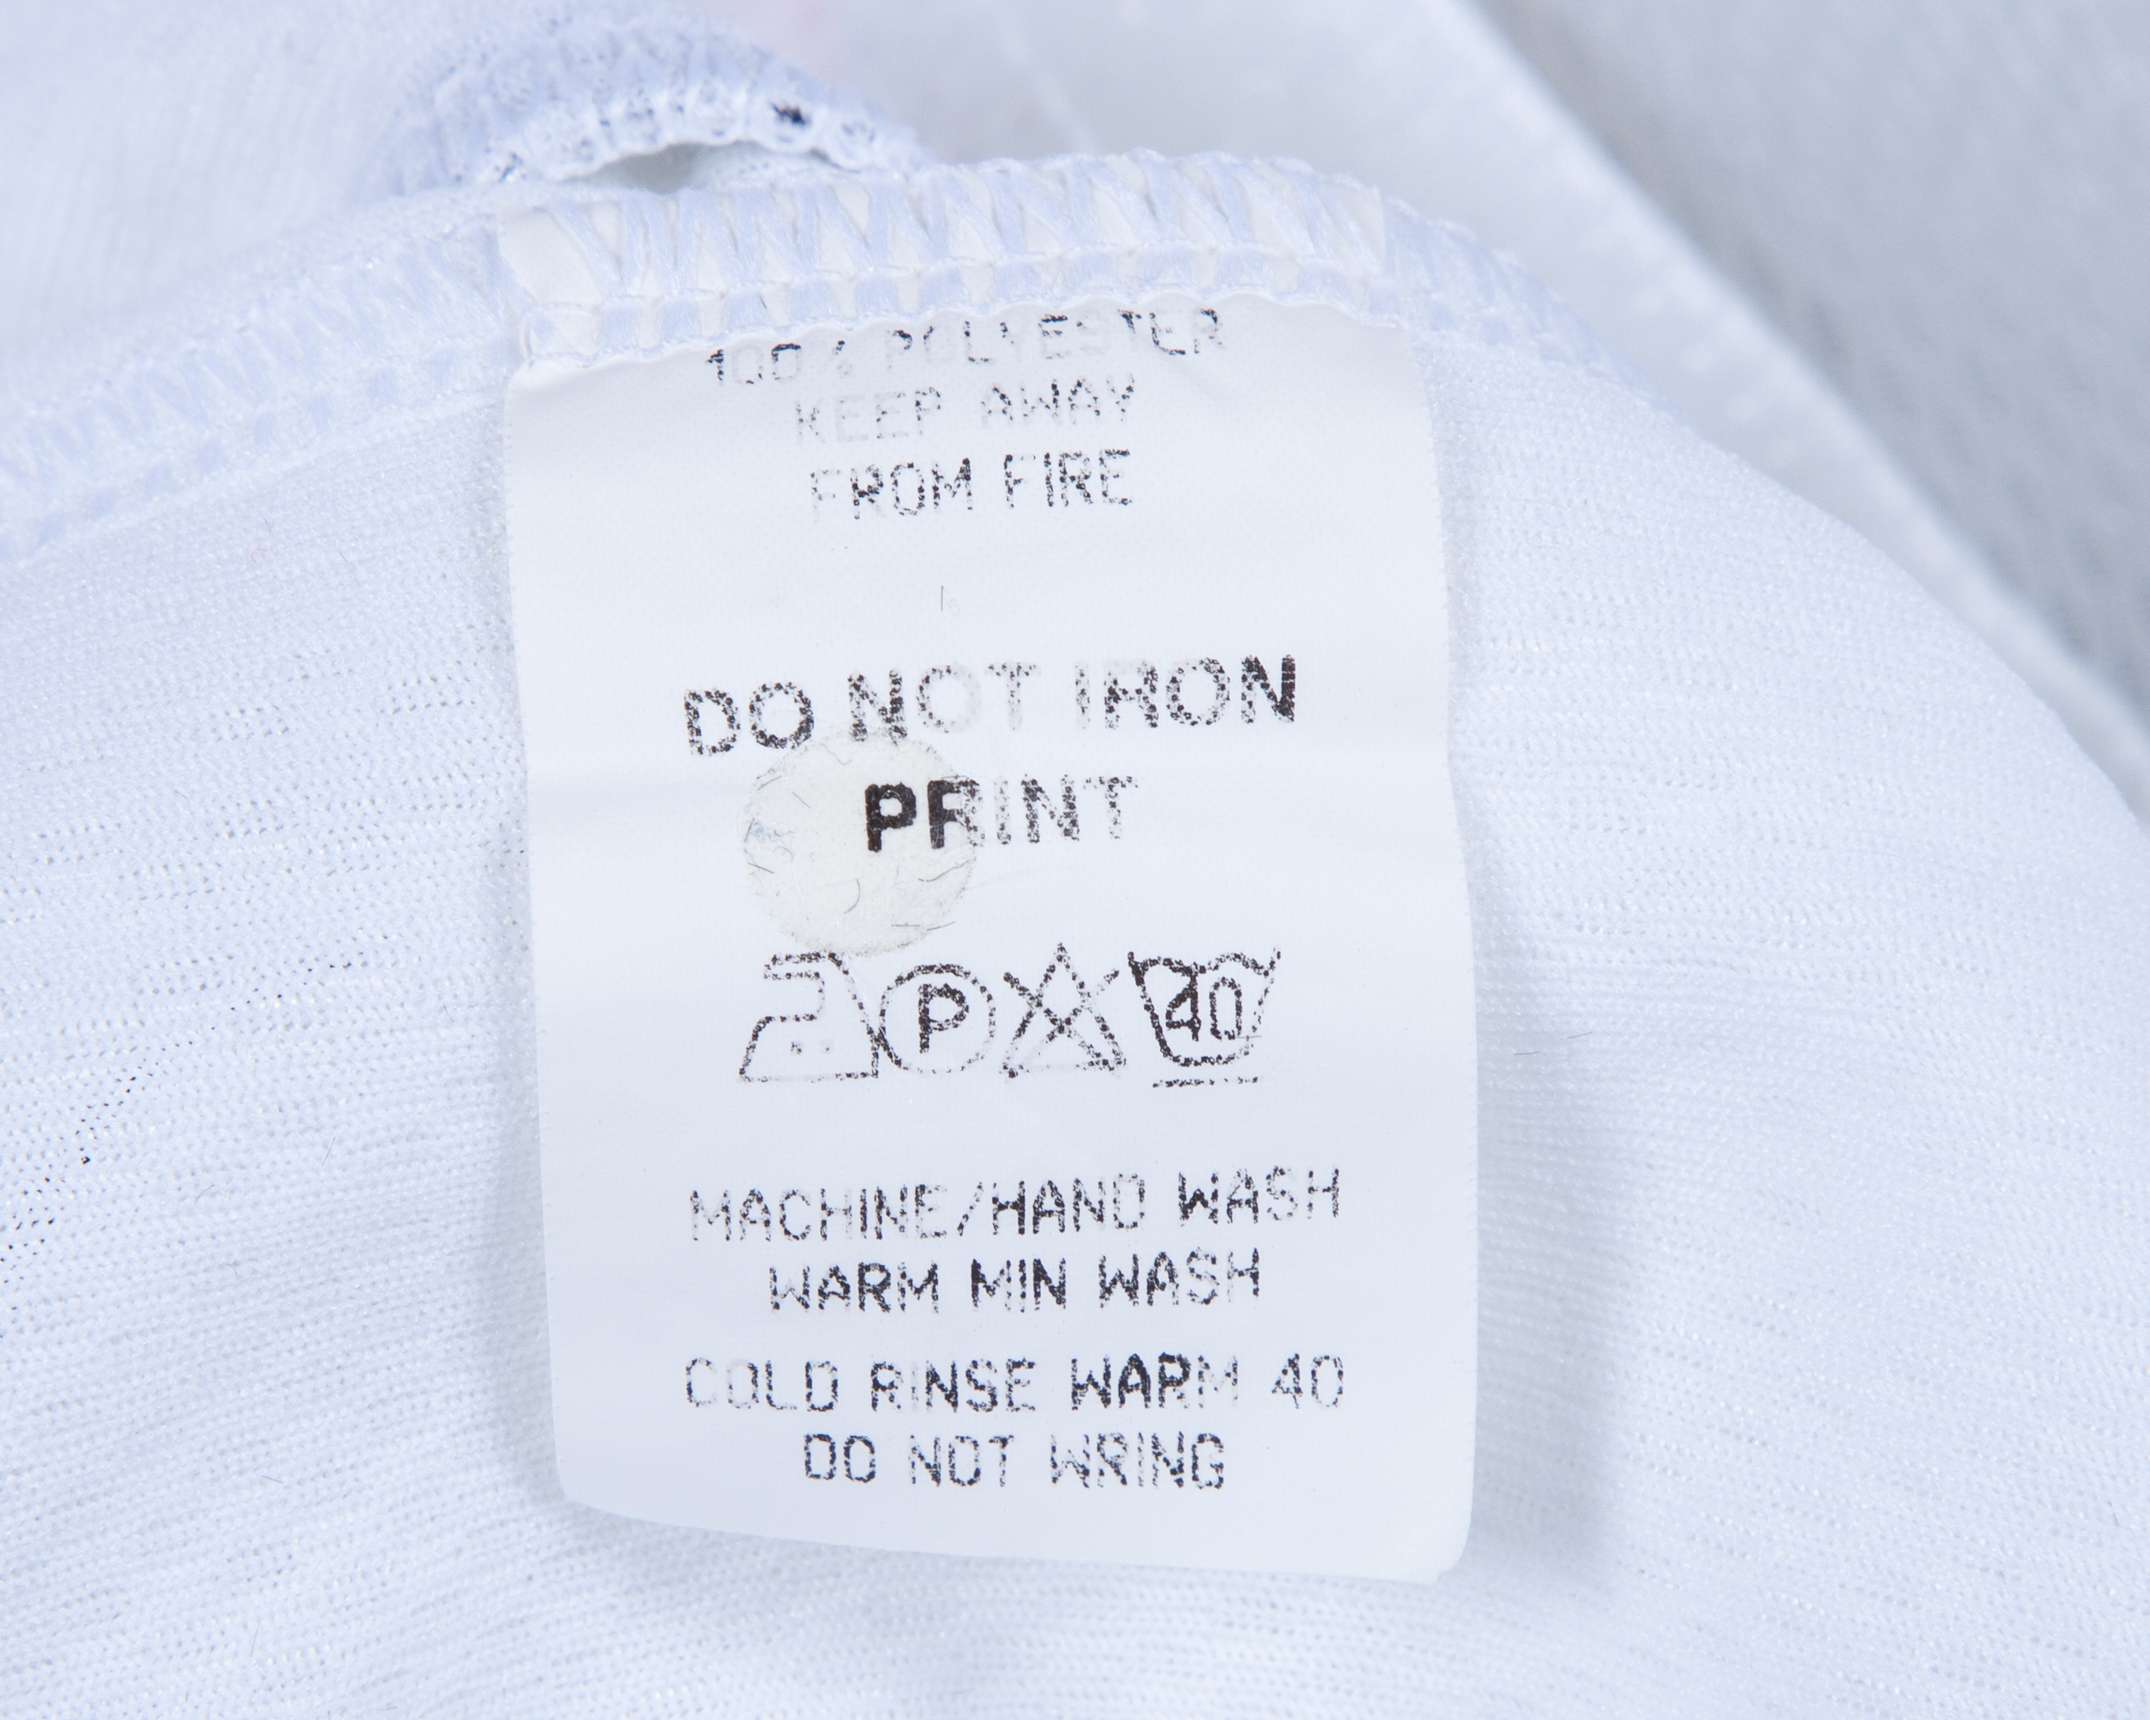 100% POLYESTER
KEEP AWAY
FROM FIRE
DO NOT IRON
PRINT
P 40
MACHINE/HAND WASH
WARM MIN WASH
COLD RINSE WARM 40
DO NOT WRING